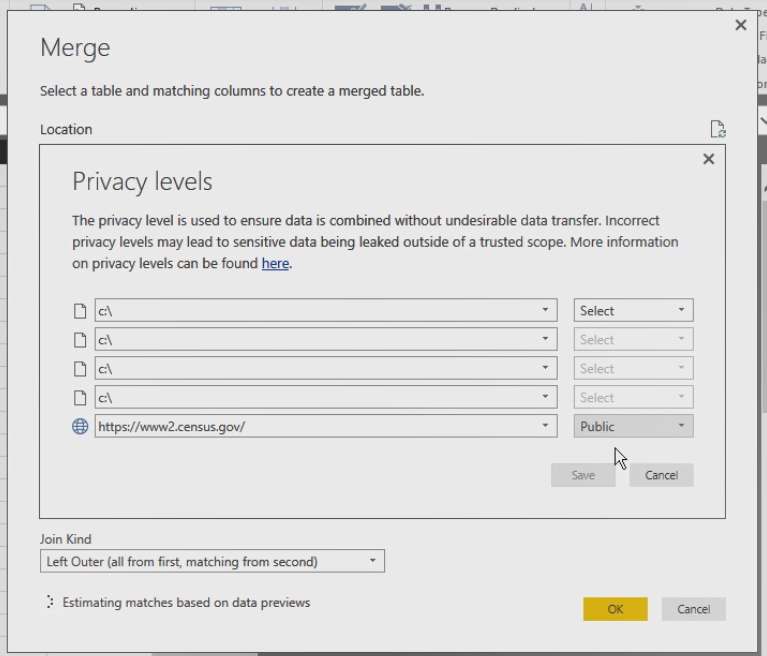 Merge
Select a table and matching columns to create a merged table.
Location
Privacy levels
The privacy level is used to ensure data is combined without undesirable data transfer. Incorrect
privacy levels may lead to sensitive data being leaked outside of a trusted scope. More information
on privacy levels can be found here.
c:\ Select
c:\ Select
c:\ Select
c:\ Select
https://www2.census.gov/ Public
Save Cancel
Join Kind
Left Outer (all from first, matching from second)
Estimating matches based on data previews
OK Cancel